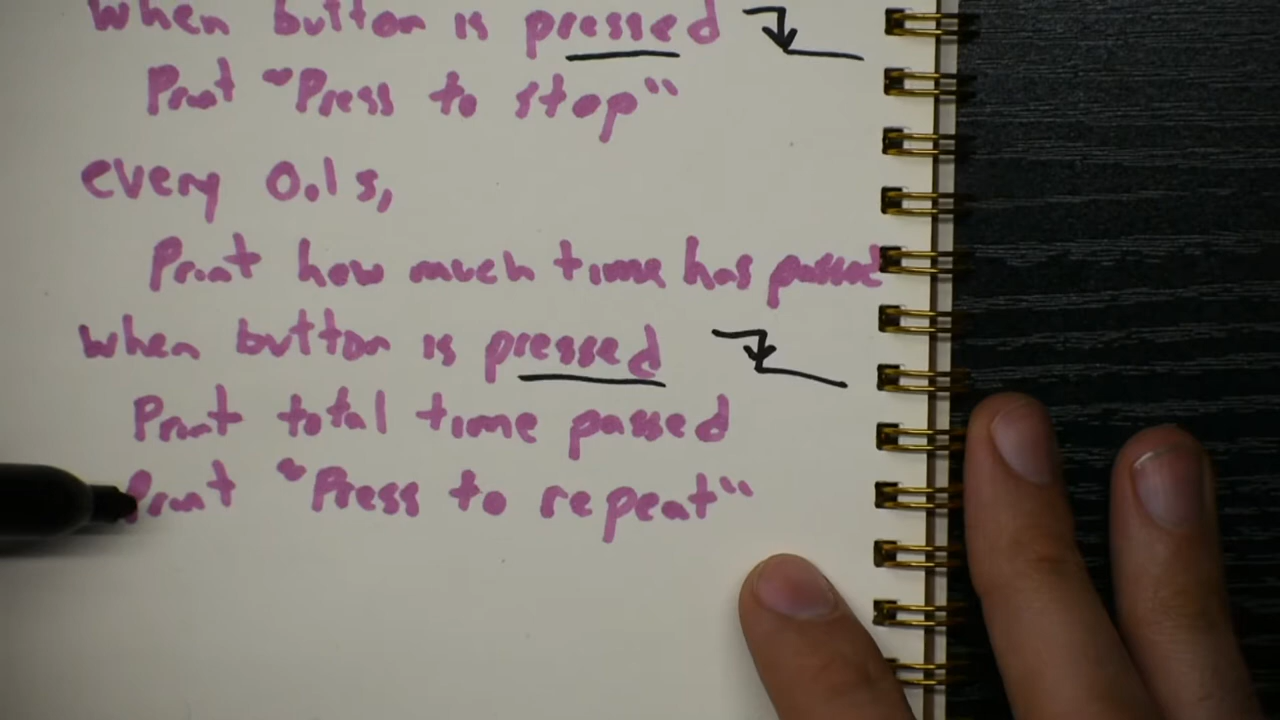 When button is pressed
Print "Press to stop"
every 0.1s,
Print how much time has passed
When button is pressed
Print total time passed
Print "Press to repeat"